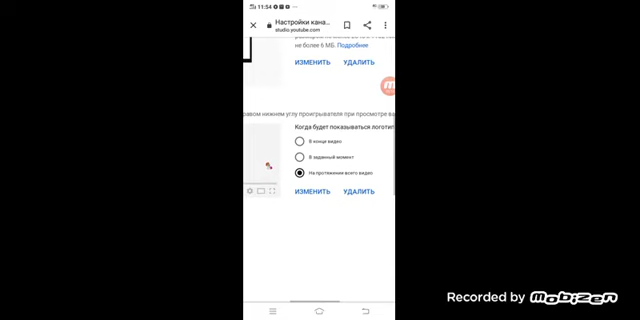 11:54
Настройки кана...
studio.youtube.com
не более 6 МБ. Подробнее
ИЗМЕНИТЬ УДАЛИТЬ
равом нижнем углу проигрывателя при просмотре ва
Когда будет показываться логотип
В конце видео
В заданный момент
На протяжении всего видео
ИЗМЕНИТЬ УДАЛИТЬ
Recorded by MOBIZEN